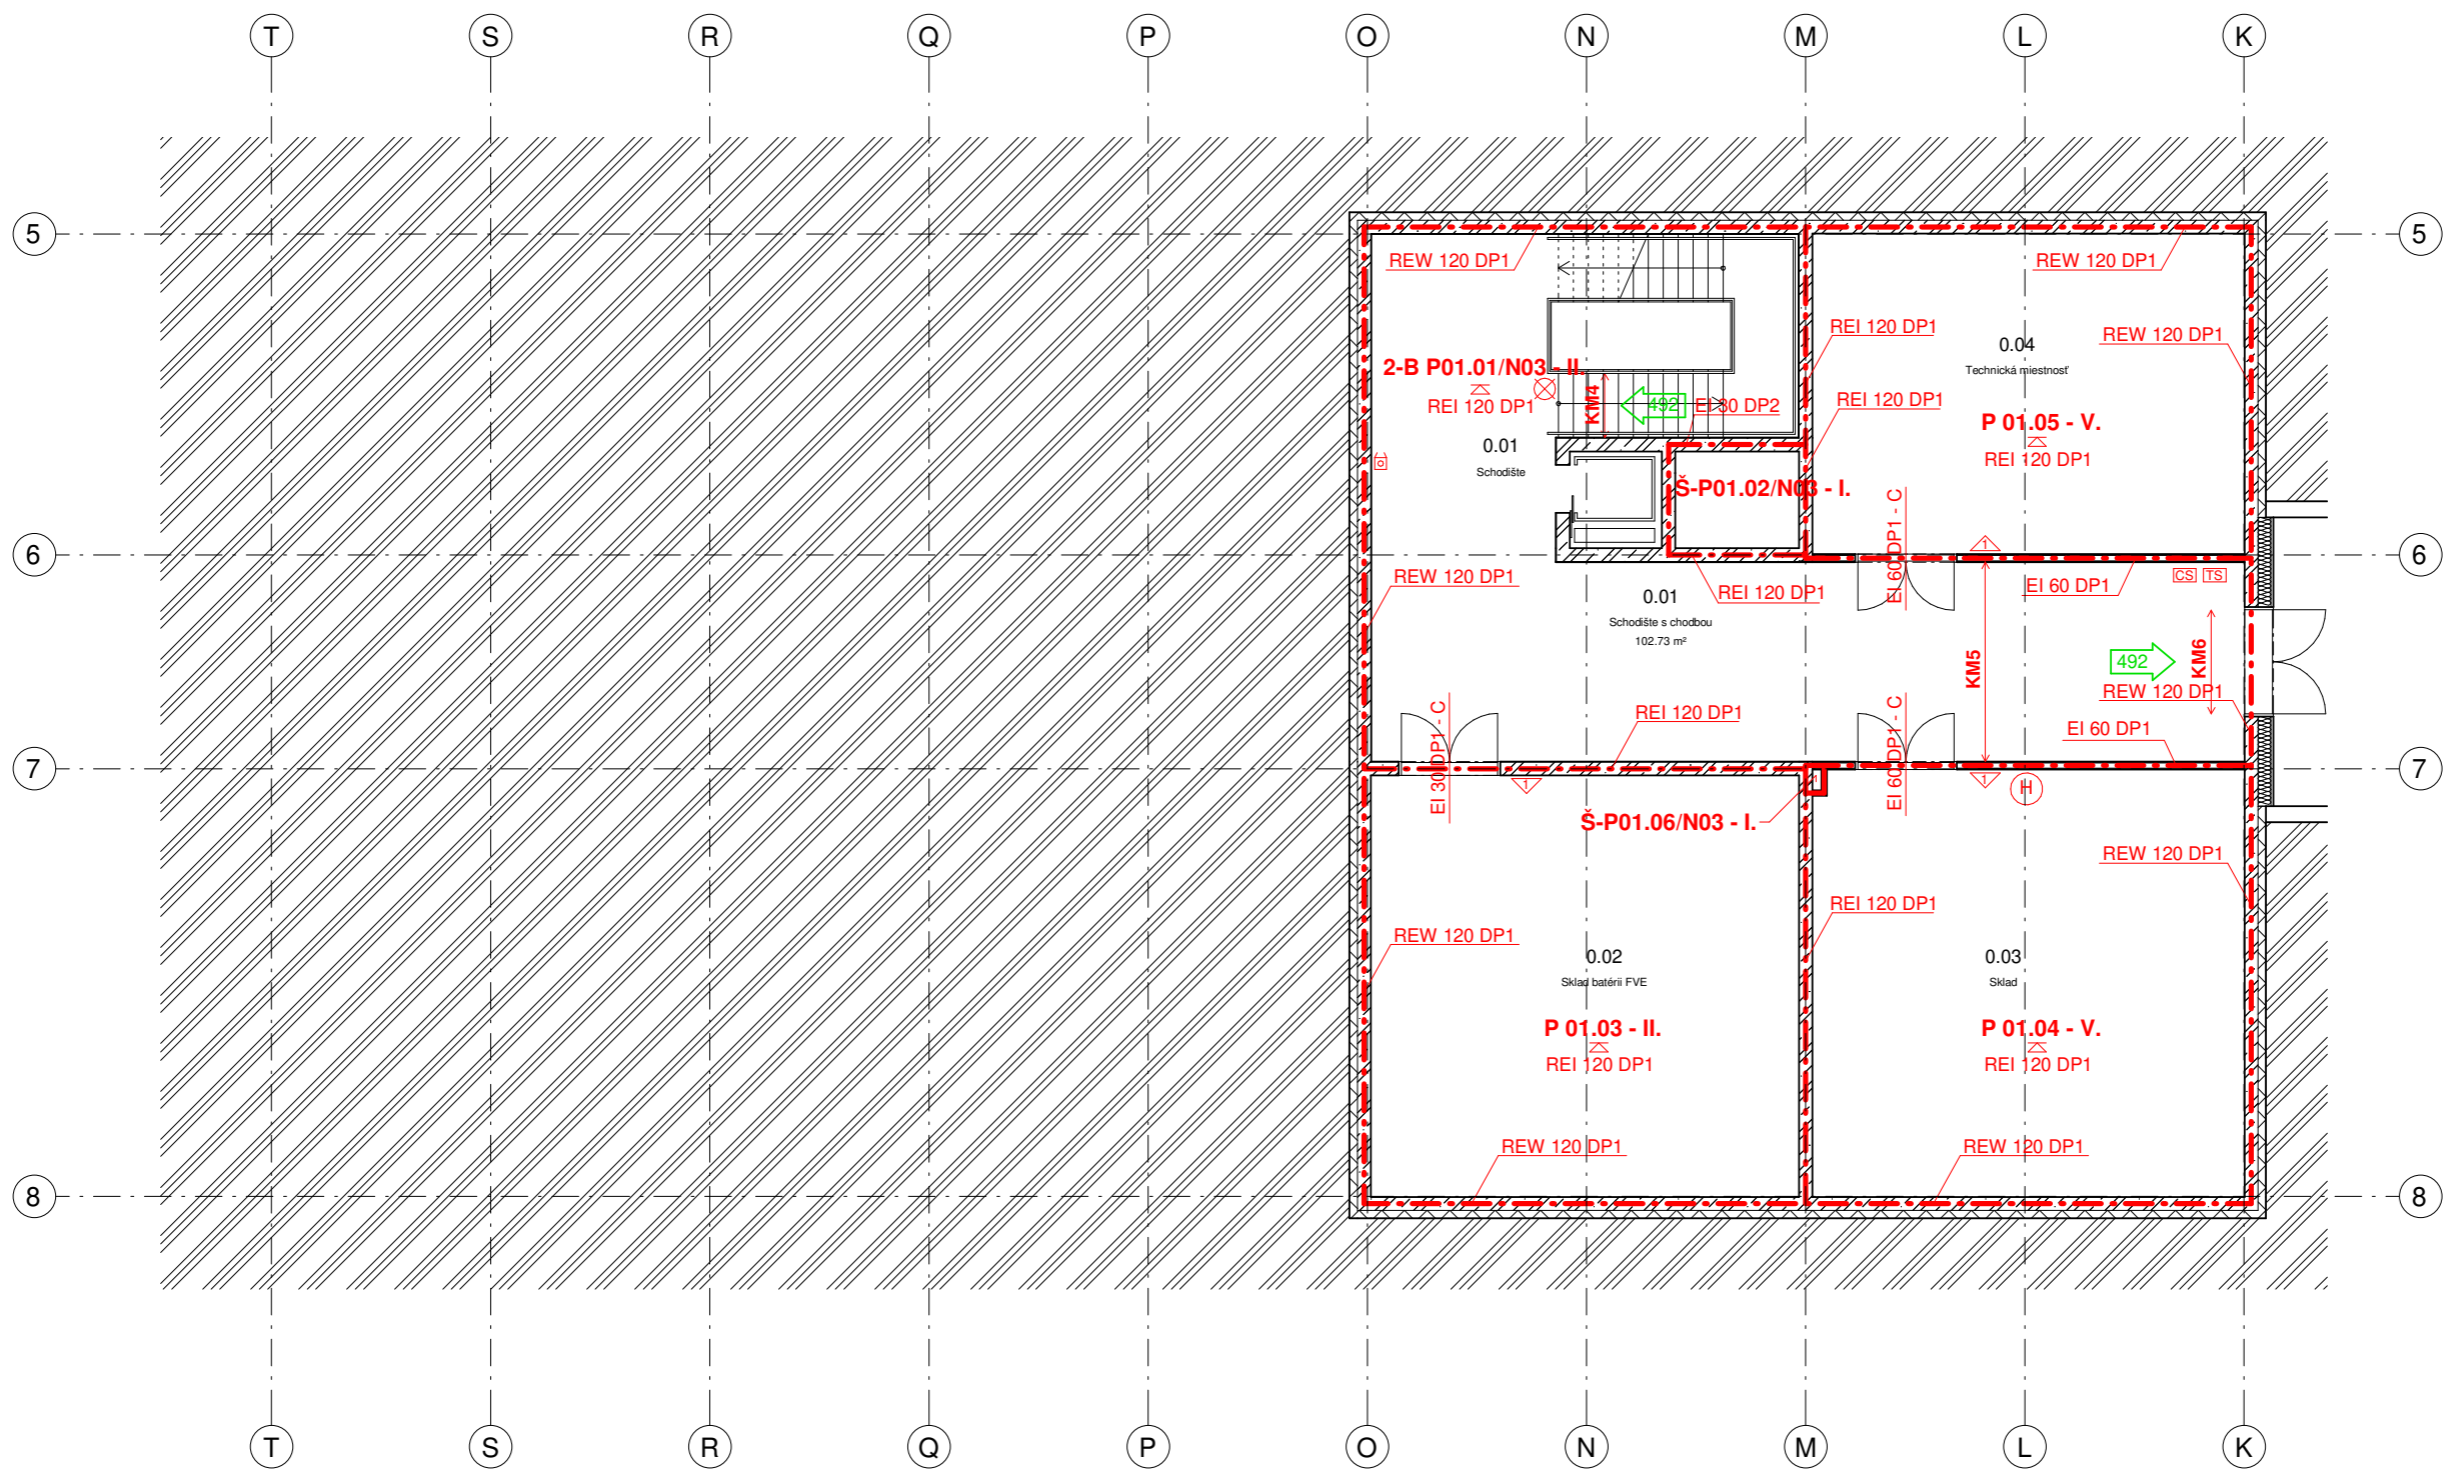 T S R Q P O N M L K
5 5
REW 120 DP1 REW 120 DP1
REI 120 DP1 REW 120 DP1
0.04
Technická miestnosť
2-B P01.01/N03 - II.
REI 120 DP1
KM4
492
EI 30 DP2
REI 120 DP1
P 01.05 - V.
REI 120 DP1
0.01
Schodište
Š-P01.02/N03 - I.
EI 60 DP1 - C
1
6 6
REW 120 DP1
REI 120 DP1
EI 60 DP1
CS TS
0.01
Schodište s chodbou
102.73 m²
KM5
492
KM6
REW 120 DP1
REI 120 DP1
EI 60 DP1
EI 30 DP1 - C
EI 60 DP1 - C
7 7
1
1
1
H
Š-P01.06/N03 - I.
REW 120 DP1
REI 120 DP1
REW 120 DP1
0.02
Sklad batérii FVE
0.03
Sklad
P 01.03 - II.
REI 120 DP1
P 01.04 - V.
REI 120 DP1
REW 120 DP1 REW 120 DP1
8 8
T S R Q P O N M L K